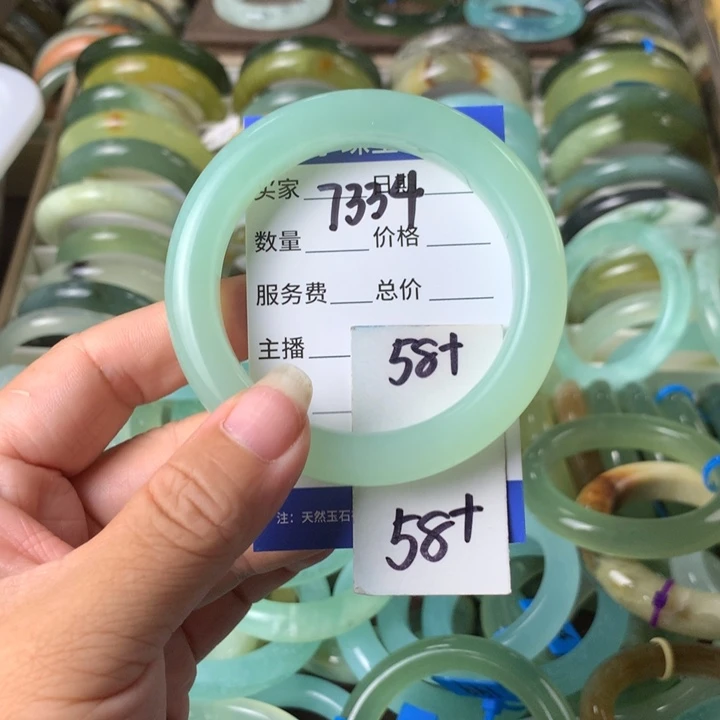 买家 日期
7334
数量 价格
服务费 总价
主播
58+
注：天然玉石
58+